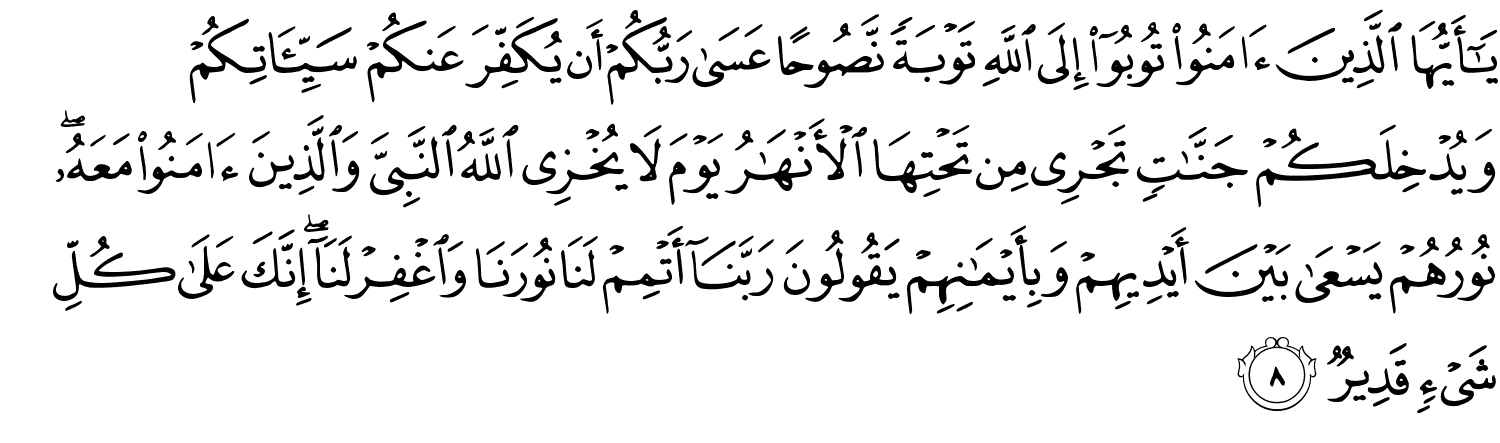 يَـٰٓأَيُّهَا ٱلَّذِينَ ءَامَنُوا۟ تُوبُوٓا۟ إِلَى ٱللَّهِ تَوْبَةً نَّصُوحًا عَسَىٰ رَبُّكُمْ أَن يُكَفِّرَ عَنكُمْ سَيِّـَٔاتِكُمْ
وَيُدْخِلَكُمْ جَنَّـٰتٍ تَجْرِى مِن تَحْتِهَا ٱلْأَنْهَـٰرُ يَوْمَ لَا يُخْزِى ٱللَّهُ ٱلنَّبِىَّ وَٱلَّذِينَ ءَامَنُوا۟ مَعَهُۥ ۖ
نُورُهُمْ يَسْعَىٰ بَيْنَ أَيْدِيهِمْ وَبِأَيْمَـٰنِهِمْ يَقُولُونَ رَبَّنَآ أَتْمِمْ لَنَا نُورَنَا وَٱغْفِرْ لَنَآ ۖ إِنَّكَ عَلَىٰ كُلِّ
شَىْءٍ قَدِيرٌ ٨